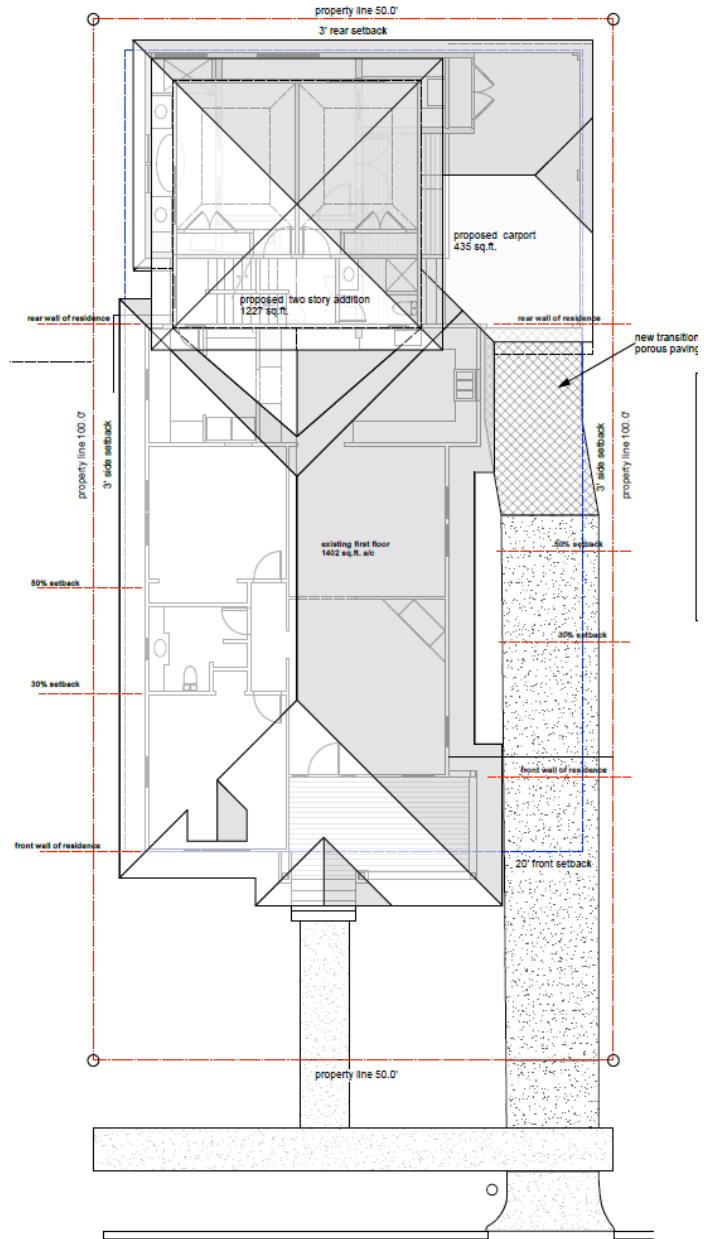 property line 50.0'
3' rear setback
proposed carport
435 sq.ft.
proposed two story addition
1227 sq.ft.
rear wall of residence
rear wall of residence
new transition
porous paving
property line 100.0'
3' side setback
3' side setback
property line 100.0'
existing first floor
1402 sq.ft. a/c
50% setback
50% setback
30% setback
30% setback
front wall of residence
front wall of residence
20' front setback
property line 50.0'